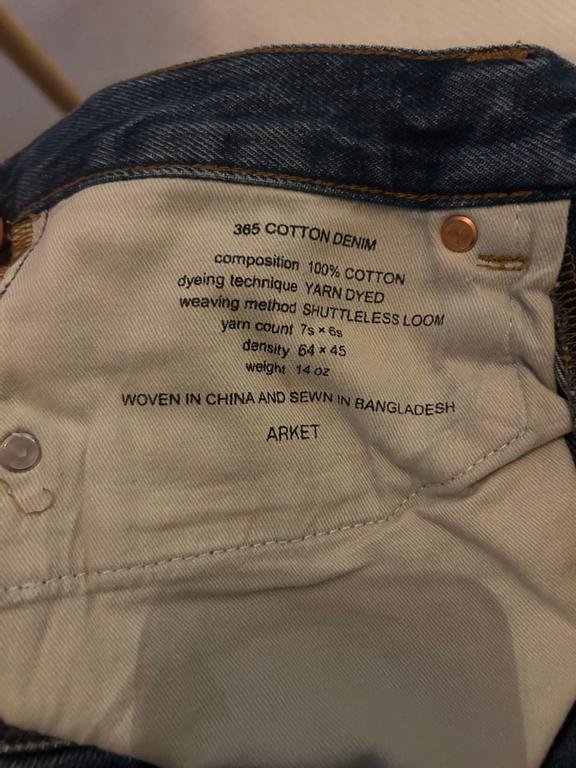 365 COTTON DENIM
composition 100% COTTON
dyeing technique YARN DYED
weaving method SHUTTLELESS LOOM
yarn count 7s × 6s
density 64 × 45
weight 14 oz
WOVEN IN CHINA AND SEWN IN BANGLADESH
ARKET